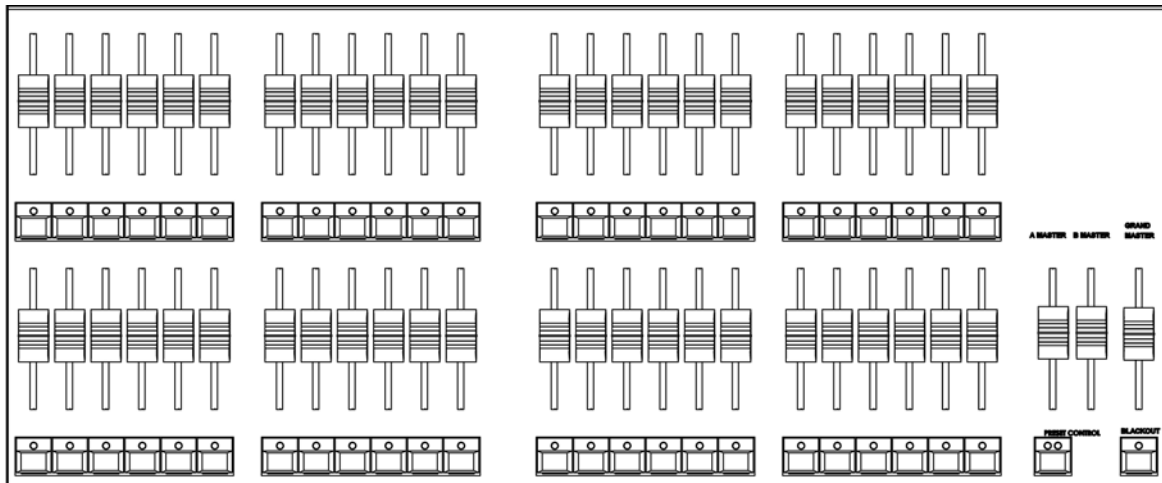 GRAND
A MASTER B MASTER MASTER
PRESET CONTROL
BLACKOUT